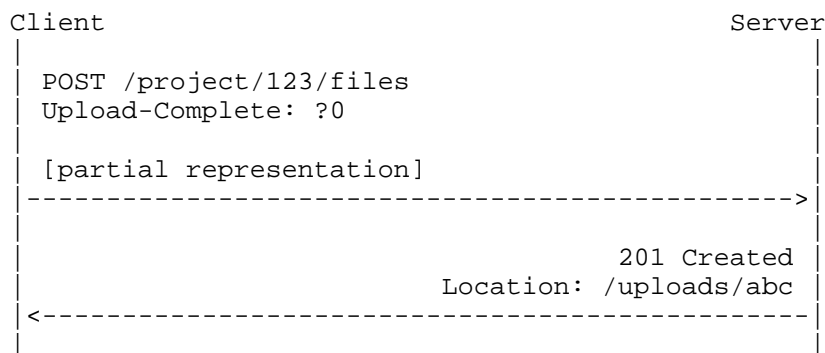 Client Server
POST /project/123/files
Upload-Complete: ?0
[partial representation]
201 Created
Location: /uploads/abc